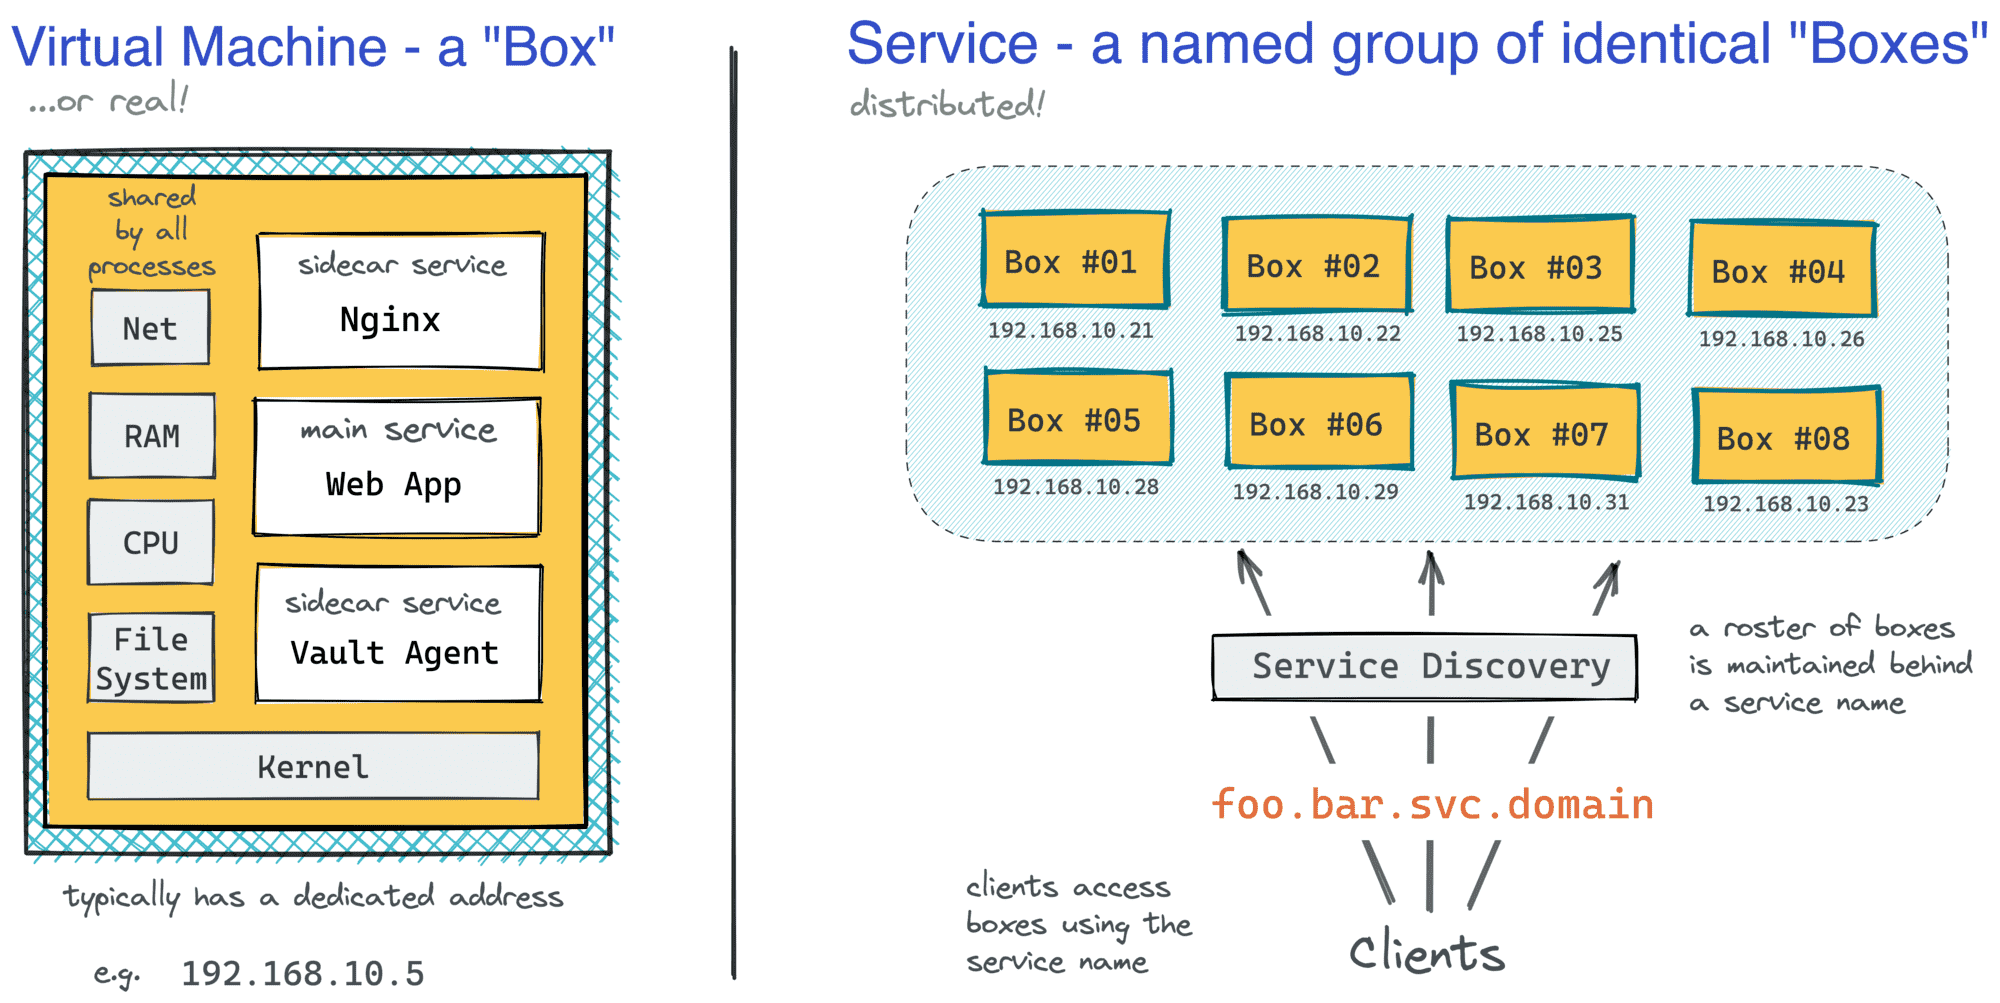 Virtual Machine - a "Box"
...or real!
shared
by all
processes
Net
RAM
CPU
File
System
Kernel
sidecar service
Nginx
main service
Web App
sidecar service
Vault Agent
typically has a dedicated address
e.g. 192.168.10.5
Service - a named group of identical "Boxes"
distributed!
Box #01
192.168.10.21
Box #02
192.168.10.22
Box #03
192.168.10.25
Box #04
192.168.10.26
Box #05
192.168.10.28
Box #06
192.168.10.29
Box #07
192.168.10.31
Box #08
192.168.10.23
Service Discovery
a roster of boxes
is maintained behind
a service name
foo.bar.svc.domain
clients access
boxes using the
service name
Clients